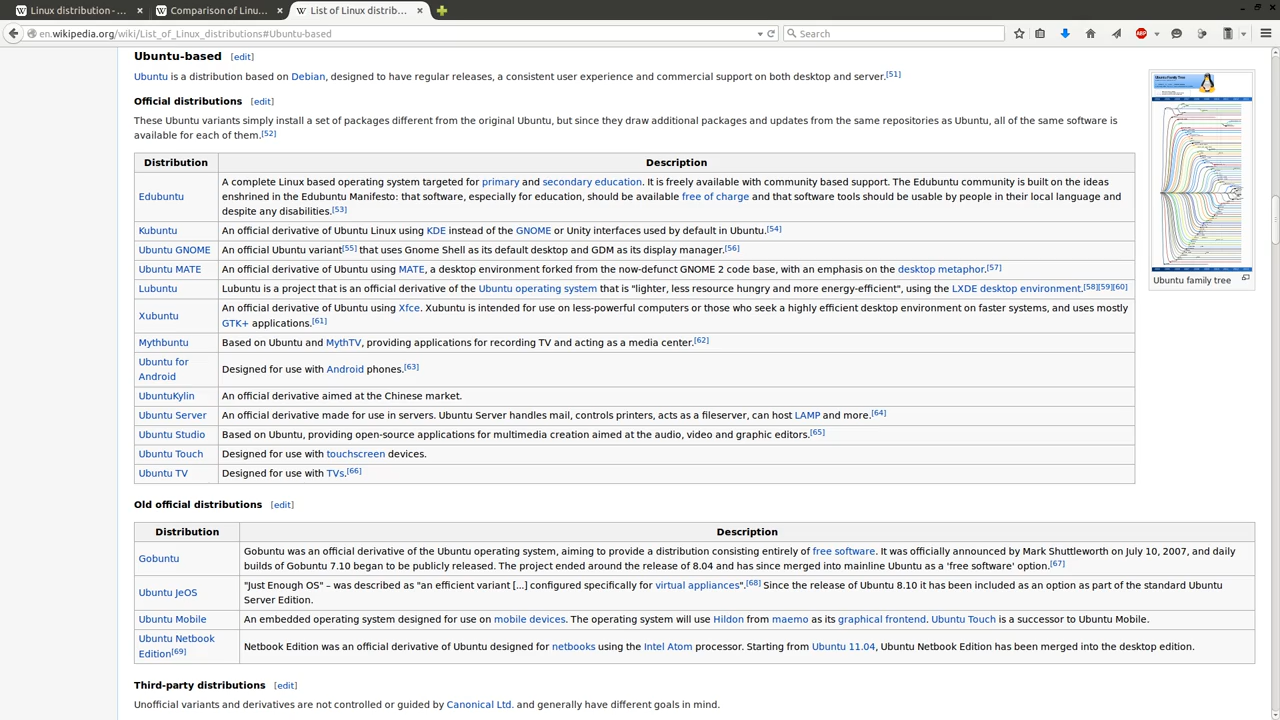 Linux distribution - ...
Comparison of Linu...
List of Linux distrib...
en.wikipedia.org/wiki/List_of_Linux_distributions#Ubuntu-based
Search
ABP
Ubuntu-based [edit]
Ubuntu is a distribution based on Debian, designed to have regular releases, a consistent user experience and commercial support on both desktop and server.[51]
Official distributions [edit]
These Ubuntu variants simply install a set of packages different from the original Ubuntu, but since they draw additional packages and updates from the same repositories as Ubuntu, all of the same software is
available for each of them.[52]
Distribution Description
Edubuntu
A complete Linux based operating system targeted for primary and secondary education. It is freely available with community based support. The Edubuntu community is built on the ideas
enshrined in the Edubuntu Manifesto: that software, especially for education, should be available free of charge and that software tools should be usable by people in their local language and
despite any disabilities.[53]
Kubuntu An official derivative of Ubuntu Linux using KDE instead of the GNOME or Unity interfaces used by default in Ubuntu.[54]
Ubuntu GNOME An official Ubuntu variant[55] that uses Gnome Shell as its default desktop and GDM as its display manager.[56]
Ubuntu MATE An official derivative of Ubuntu using MATE, a desktop environment forked from the now-defunct GNOME 2 code base, with an emphasis on the desktop metaphor.[57]
Lubuntu Lubuntu is a project that is an official derivative of the Ubuntu operating system that is "lighter, less resource hungry and more energy-efficient", using the LXDE desktop environment.[58][59][60]
Xubuntu
An official derivative of Ubuntu using Xfce. Xubuntu is intended for use on less-powerful computers or those who seek a highly efficient desktop environment on faster systems, and uses mostly
GTK+ applications.[61]
Mythbuntu Based on Ubuntu and MythTV, providing applications for recording TV and acting as a media center.[62]
Ubuntu for
Android
Designed for use with Android phones.[63]
UbuntuKylin An official derivative aimed at the Chinese market.
Ubuntu Server An official derivative made for use in servers. Ubuntu Server handles mail, controls printers, acts as a fileserver, can host LAMP and more.[64]
Ubuntu Studio Based on Ubuntu, providing open-source applications for multimedia creation aimed at the audio, video and graphic editors.[65]
Ubuntu Touch Designed for use with touchscreen devices.
Ubuntu TV Designed for use with TVs.[66]
Ubuntu Family Tree
Ubuntu family tree
Old official distributions [edit]
Distribution Description
Gobuntu
Gobuntu was an official derivative of the Ubuntu operating system, aiming to provide a distribution consisting entirely of free software. It was officially announced by Mark Shuttleworth on July 10, 2007, and daily
builds of Gobuntu 7.10 began to be publicly released. The project ended around the release of 8.04 and has since merged into mainline Ubuntu as a 'free software' option.[67]
Ubuntu JeOS
"Just Enough OS" – was described as "an efficient variant [...] configured specifically for virtual appliances".[68] Since the release of Ubuntu 8.10 it has been included as an option as part of the standard Ubuntu
Server Edition.
Ubuntu Mobile An embedded operating system designed for use on mobile devices. The operating system will use Hildon from maemo as its graphical frontend. Ubuntu Touch is a successor to Ubuntu Mobile.
Ubuntu Netbook
Edition[69]
Netbook Edition was an official derivative of Ubuntu designed for netbooks using the Intel Atom processor. Starting from Ubuntu 11.04, Ubuntu Netbook Edition has been merged into the desktop edition.
Third-party distributions [edit]
Unofficial variants and derivatives are not controlled or guided by Canonical Ltd. and generally have different goals in mind.